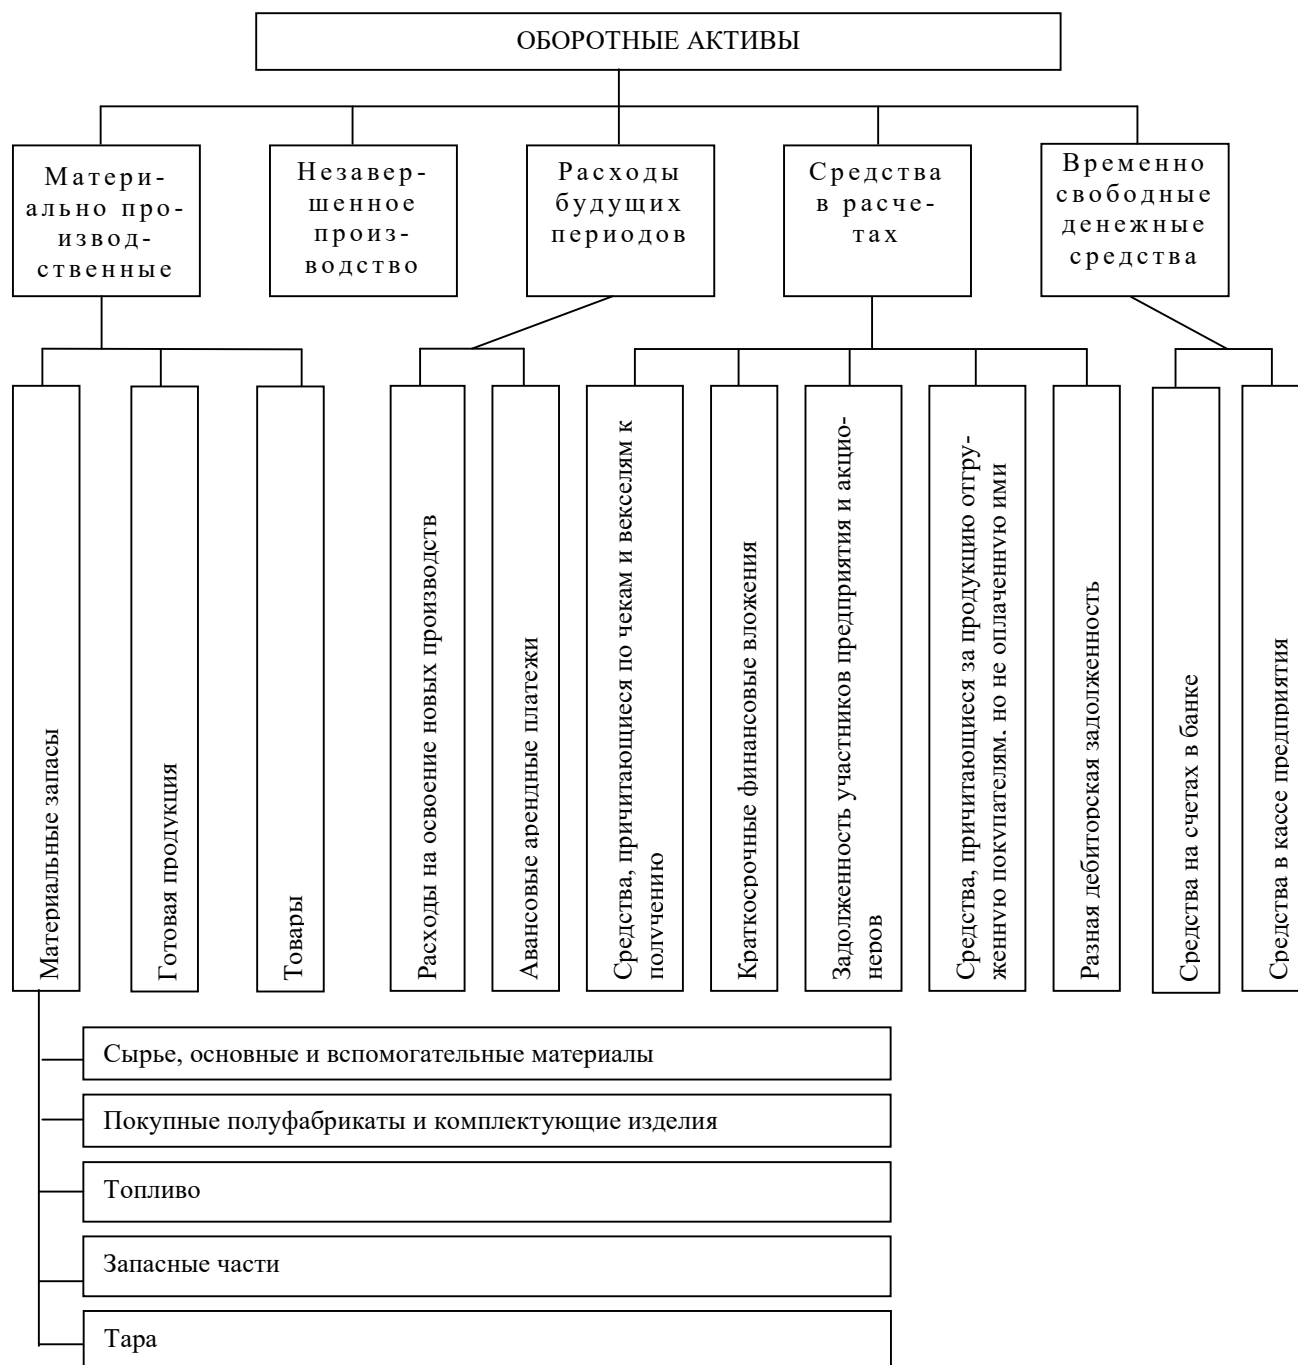 ОБОРОТНЫЕ АКТИВЫ
Матери-
ально про-
извод-
ственные
Незавер-
шенное
произ-
водство
Расходы
будущих
периодов
Средства
в расче-
тах
Временно
свободные
денежные
средства
Материальные запасы
Готовая продукция
Товары
Расходы на освоение новых производств
Авансовые арендные платежи
Средства, причитающиеся по чекам и векселям к
получению
Краткосрочные финансовые вложения
Задолженность участников предприятия и акцио-
неров
Средства, причитающиеся за продукцию отгру-
женную покупателям, но не оплаченную ими
Разная дебиторская задолженность
Средства на счетах в банке
Средства в кассе предприятия
Сырье, основные и вспомогательные материалы
Покупные полуфабрикаты и комплектующие изделия
Топливо
Запасные части
Тара